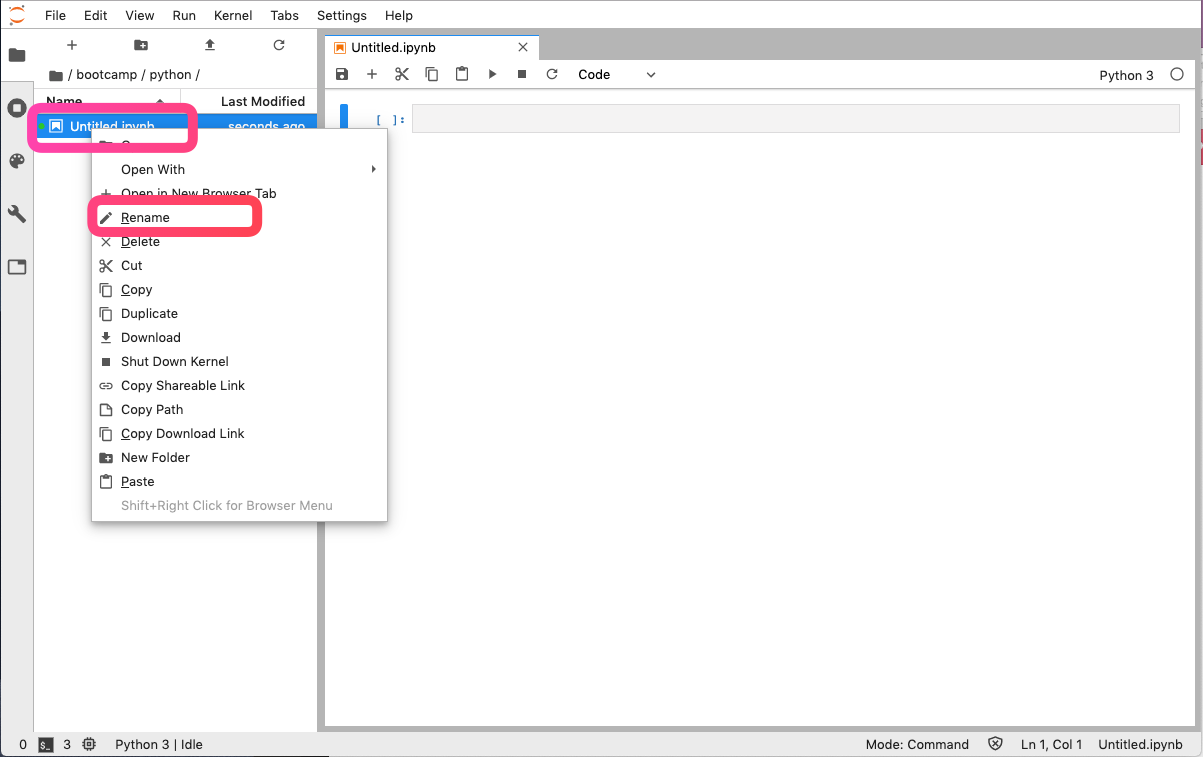 File Edit View Run Kernel Tabs Settings Help
Untitled.ipynb
/ bootcamp / python /
Code
Python 3
Name Last Modified
Untitled.ipynb seconds ago
[ ]:
Open With
Open in New Browser Tab
Rename
Delete
Cut
Copy
Duplicate
Download
Shut Down Kernel
Copy Shareable Link
Copy Path
Copy Download Link
New Folder
Paste
Shift+Right Click for Browser Menu
0 $_ 3 Python 3 | Idle Mode: Command Ln 1, Col 1 Untitled.ipynb